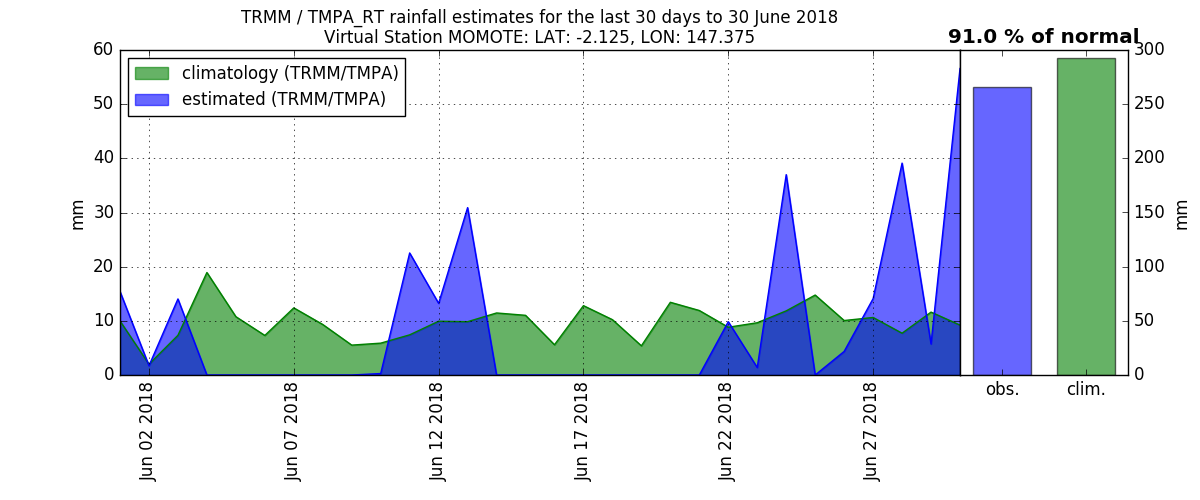 TRMM / TMPA_RT rainfall estimates for the last 30 days to 30 June 2018
Virtual Station MOMOTE: LAT: -2.125, LON: 147.375
91.0 % of normal
climatology (TRMM/TMPA)
estimated (TRMM/TMPA)
60
50
40
30
20
10
0
mm
Jun 02 2018
Jun 07 2018
Jun 12 2018
Jun 17 2018
Jun 22 2018
Jun 27 2018
obs.
clim.
300
250
200
150
100
50
0
mm